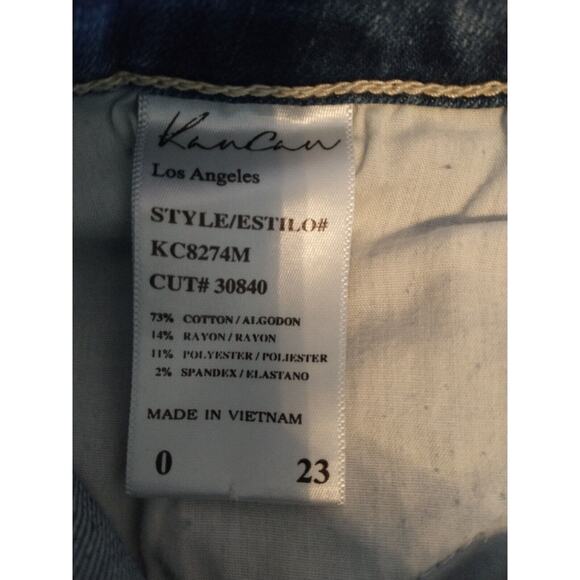 KanCan
Los Angeles
STYLE/ESTILO#
KC8274M
CUT# 30840
73% COTTON / ALGODON
14% RAYON / RAYON
11% POLYESTER / POLIESTER
2% SPANDEX / ELASTANO
MADE IN VIETNAM
0 23